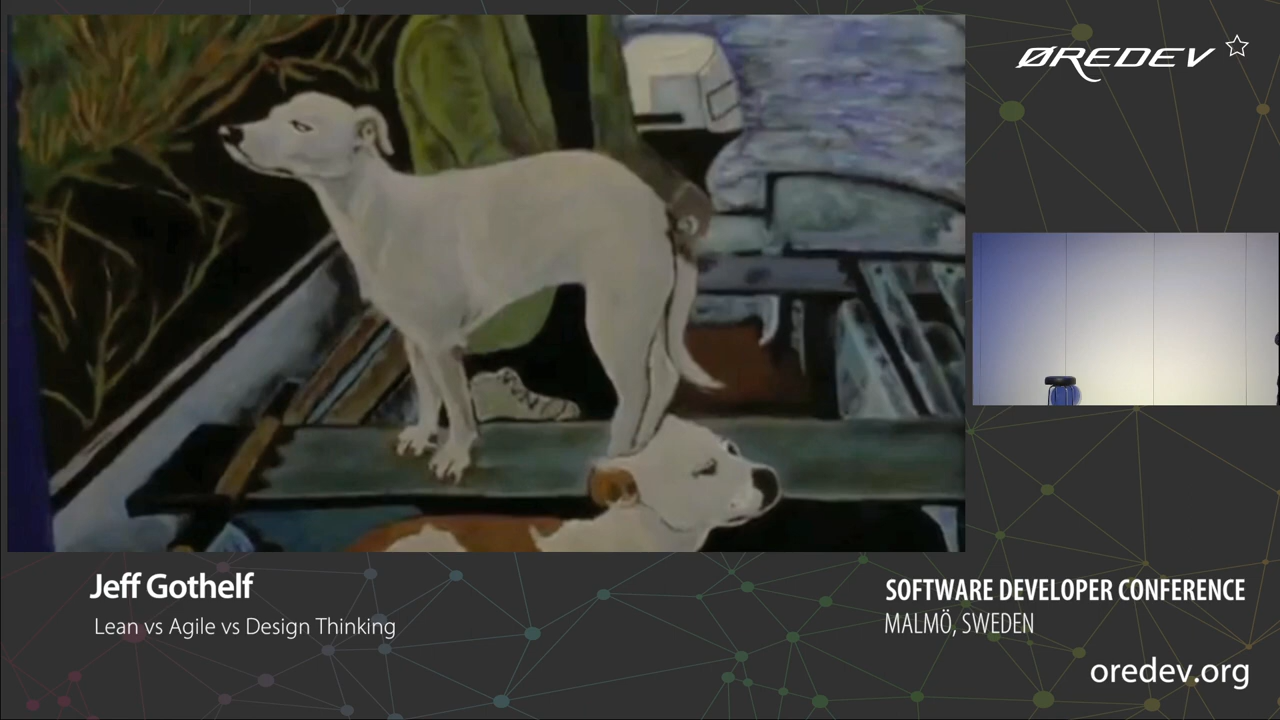 ØREDEV
Jeff Gothelf
Lean vs Agile vs Design Thinking
SOFTWARE DEVELOPER CONFERENCE
MALMÖ, SWEDEN
oredev.org